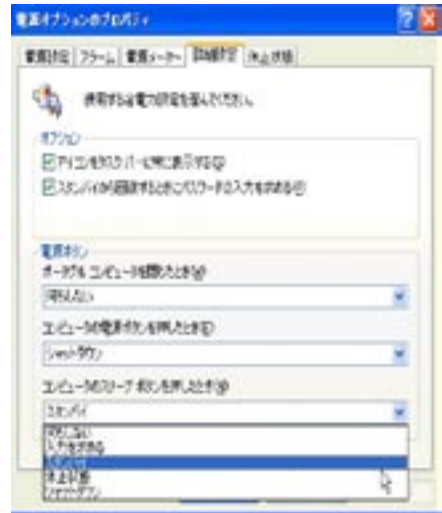 電源オプションのプロパティ
電源設定 アラーム 電源メーター 詳細設定 休止状態
使用する省電力設定を選んでください。
オプション
アイコンをタスク バーに常に表示する
スタンバイから回復するときにパスワードの入力を求める(P)
電源ボタン
ポータブル コンピュータを閉じたとき
何もしない
コンピュータの電源ボタンを押したとき
シャットダウン
コンピュータのスリープ ボタンを押したとき
スタンバイ
何もしない
入力を求める
スタンバイ
休止状態
シャットダウン